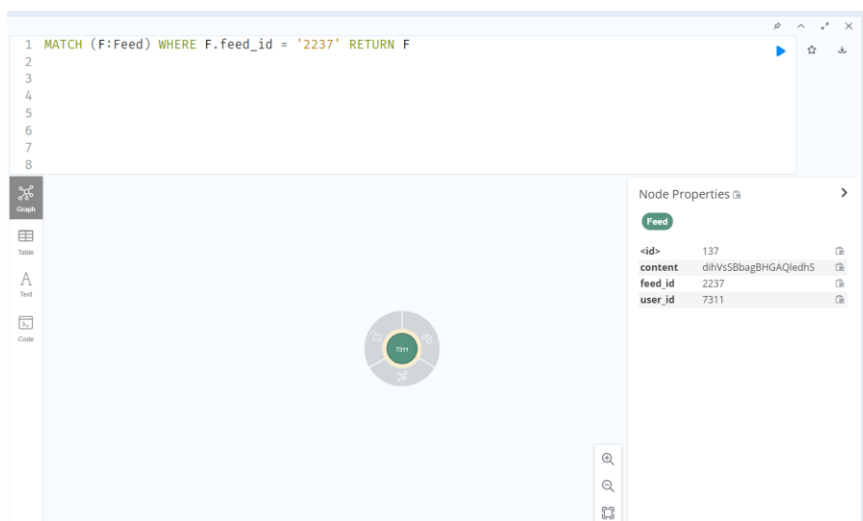 1 MATCH (F:Feed) WHERE F.feed_id = '2237' RETURN F
2
3
4
5
6
7
8
Graph
Table
Text
Code
7311
Node Properties
Feed
<id> 137
content dihVsSBbagBHGAQledhS
feed_id 2237
user_id 7311